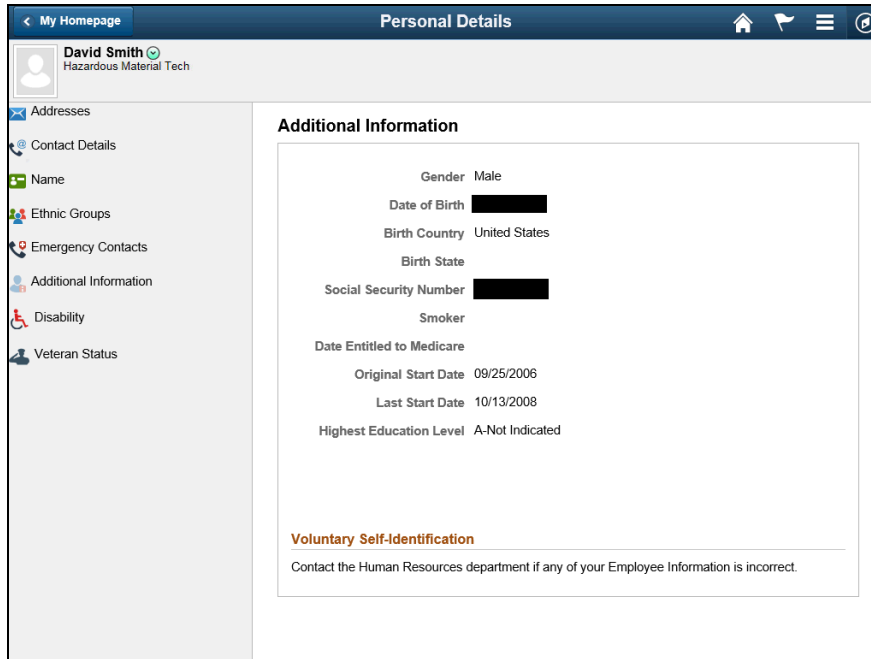 My Homepage
Personal Details
David Smith
Hazardous Material Tech
Addresses
Contact Details
Name
Ethnic Groups
Emergency Contacts
Additional Information
Disability
Veteran Status
Additional Information
Gender Male
Date of Birth
Birth Country United States
Birth State
Social Security Number
Smoker
Date Entitled to Medicare
Original Start Date 09/25/2006
Last Start Date 10/13/2008
Highest Education Level A-Not Indicated
Voluntary Self-Identification
Contact the Human Resources department if any of your Employee Information is incorrect.